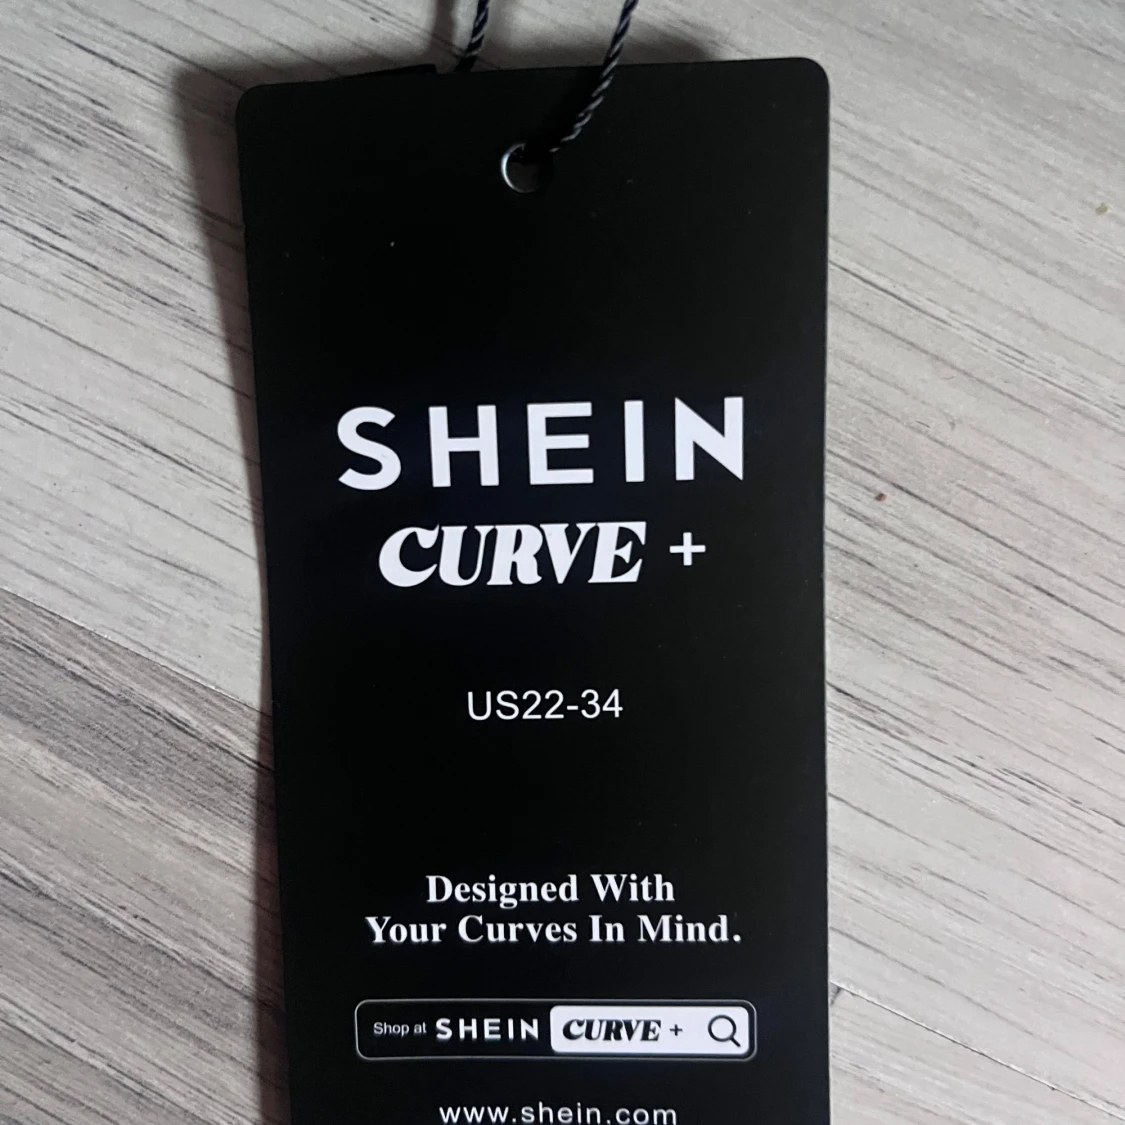 SHEIN
CURVE +
US22-34
Designed With
Your Curves In Mind.
Shop at SHEIN CURVE +
www.shein.com